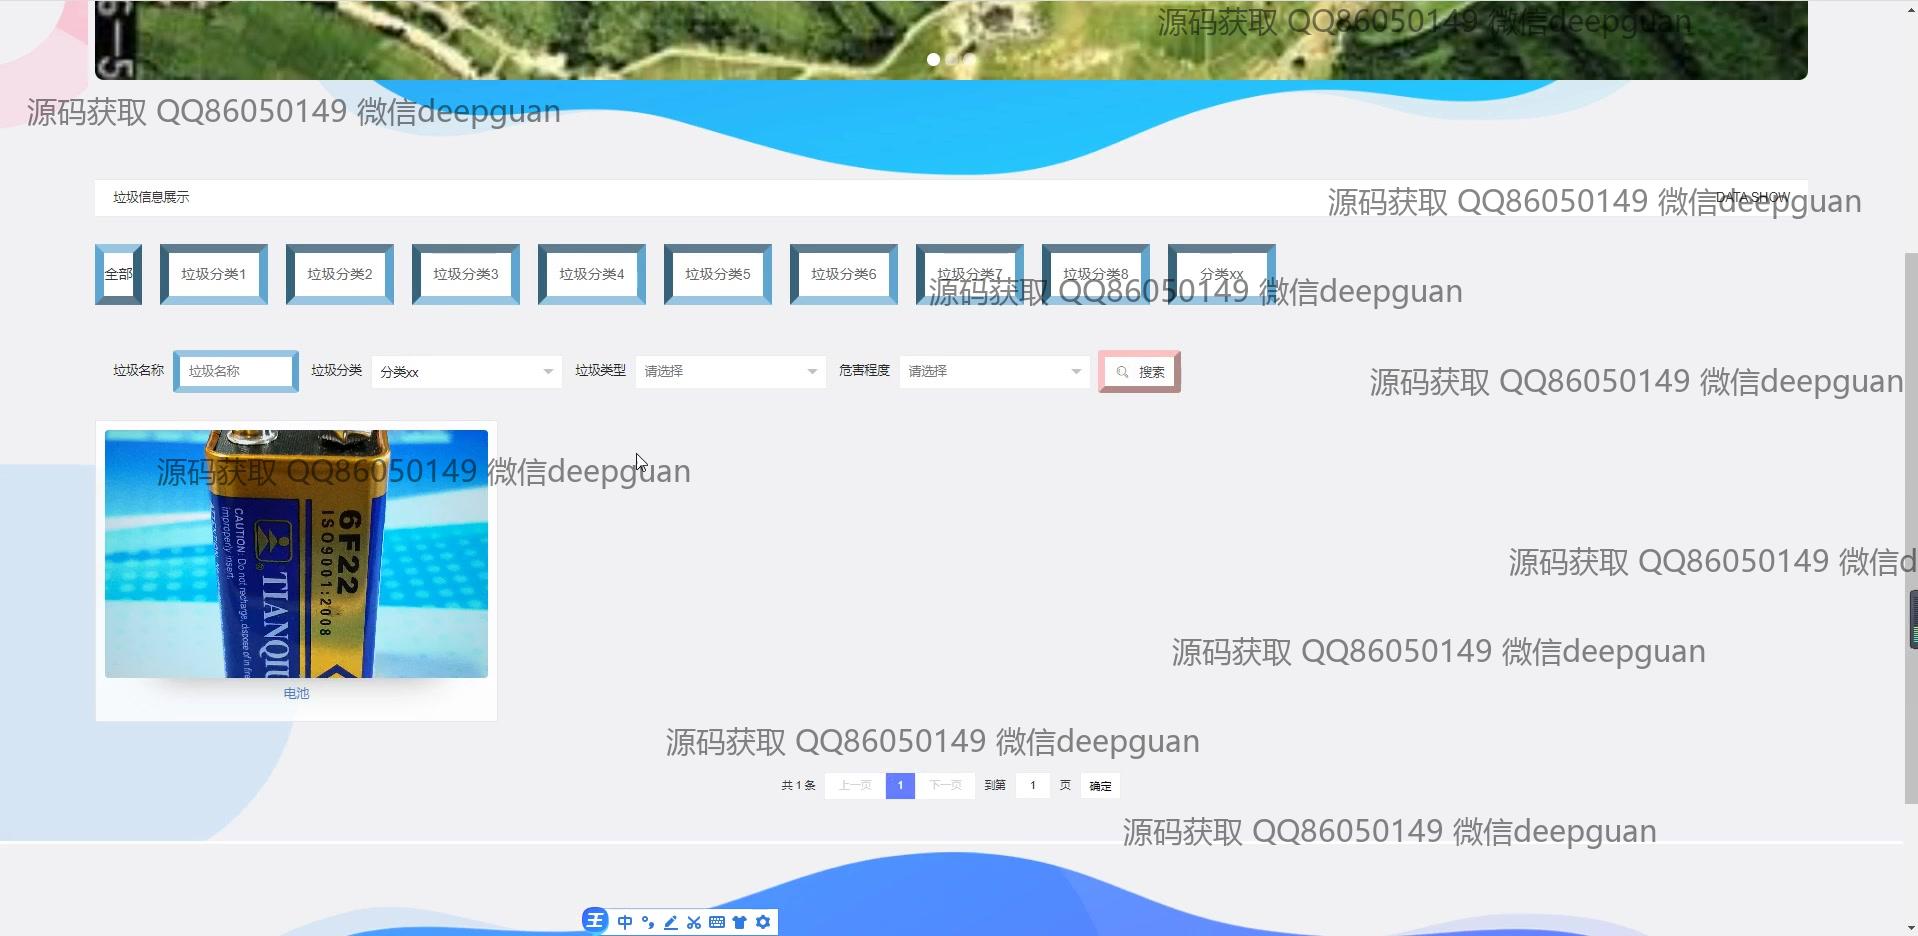 源码获取 QQ86050149 微信deepguan
源码获取 QQ86050149 微信deepguan
垃圾信息展示
DATA SHOW
源码获取 QQ86050149 微信deepguan
全部
垃圾分类1
垃圾分类2
垃圾分类3
垃圾分类4
垃圾分类5
垃圾分类6
垃圾分类7
垃圾分类8
分类xx
源码获取 QQ86050149 微信deepguan
垃圾名称
垃圾名称
垃圾分类
分类xx
垃圾类型
请选择
危害程度
请选择
搜索
源码获取 QQ86050149 微信deepguan
源码获取 QQ86050149 微信deepguan
6F22
ISO9001:2008
TIANQIU
CAUTION: Do not recharge, dispose of in fire
improperly insert.
源码获取 QQ86050149 微信d
源码获取 QQ86050149 微信deepguan
电池
源码获取 QQ86050149 微信deepguan
共 1 条
上一页
1
下一页
到第
1
页
确定
源码获取 QQ86050149 微信deepguan
王 中